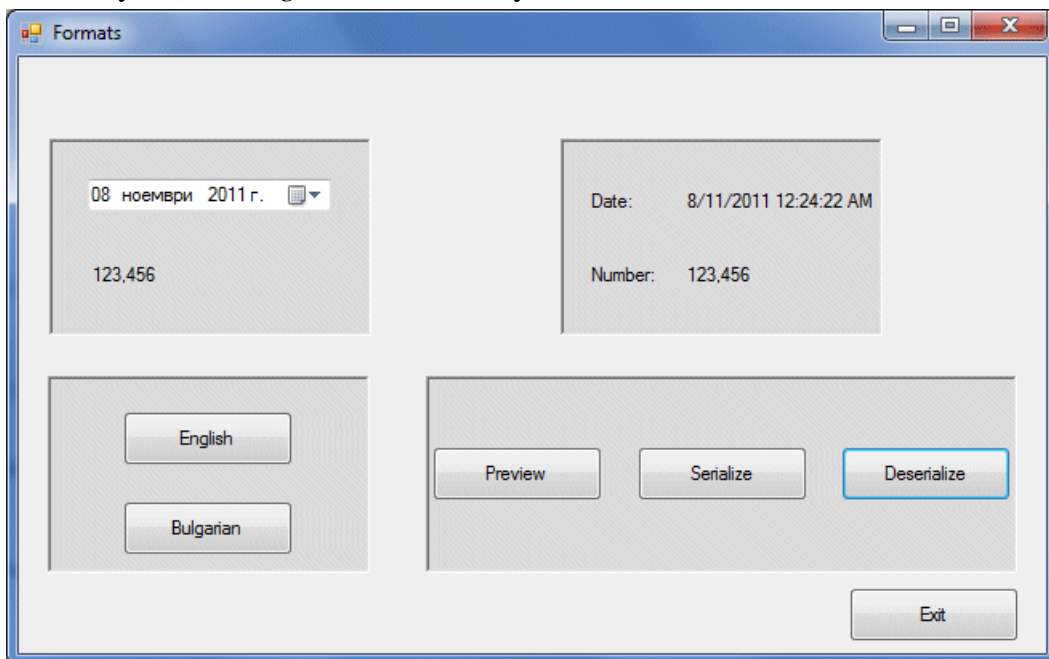 Formats
08 ноември 2011 г.
123,456
Date: 8/11/2011 12:24:22 AM
Number: 123,456
English
Bulgarian
Preview Serialize Deserialize
Exit